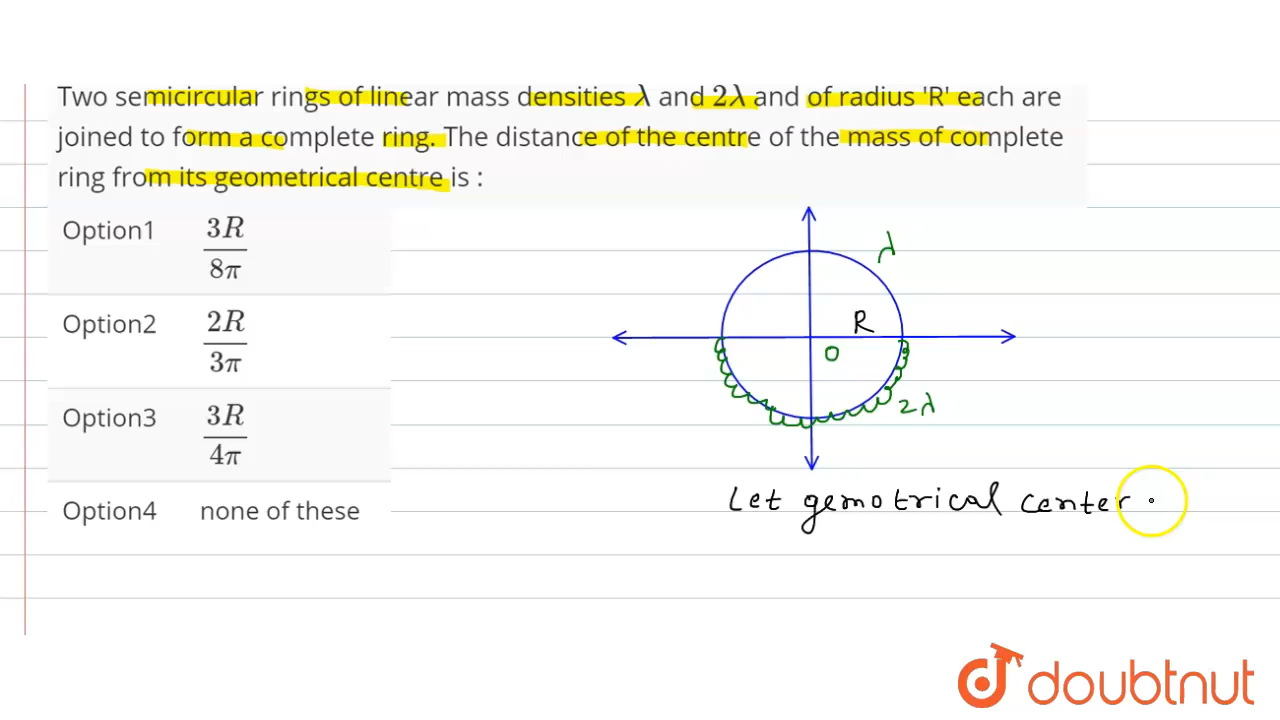 Two semicircular rings of linear mass densities λ and 2λ and of radius 'R' each are
joined to form a complete ring. The distance of the centre of the mass of complete
ring from its geometrical centre is :
Option1 3R/8π
Option2 2R/3π
Option3 3R/4π
Option4 none of these
λ
R
O
2λ
Let gemotrical center
doubtnut